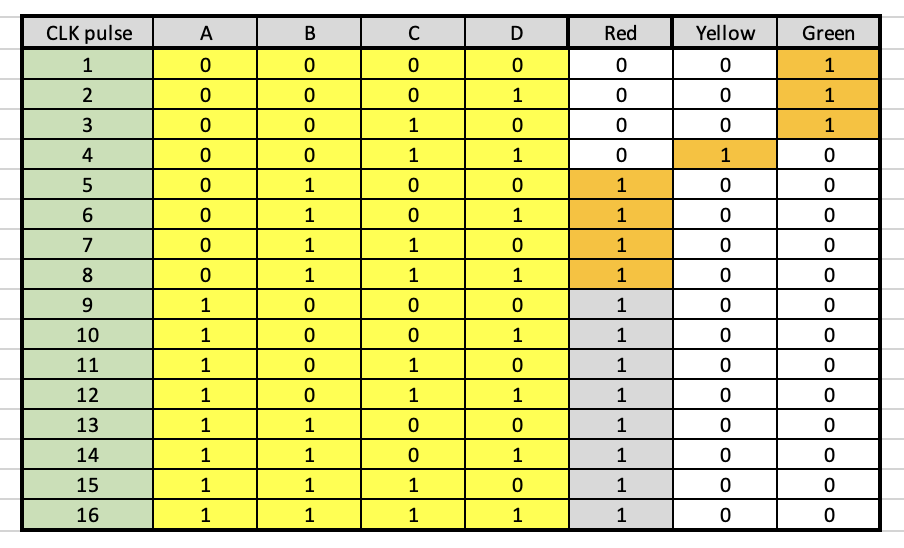 CLK pulse A B C D Red Yellow Green
1 0 0 0 0 0 0 1
2 0 0 0 1 0 0 1
3 0 0 1 0 0 0 1
4 0 0 1 1 0 1 0
5 0 1 0 0 1 0 0
6 0 1 0 1 1 0 0
7 0 1 1 0 1 0 0
8 0 1 1 1 1 0 0
9 1 0 0 0 1 0 0
10 1 0 0 1 1 0 0
11 1 0 1 0 1 0 0
12 1 0 1 1 1 0 0
13 1 1 0 0 1 0 0
14 1 1 0 1 1 0 0
15 1 1 1 0 1 0 0
16 1 1 1 1 1 0 0